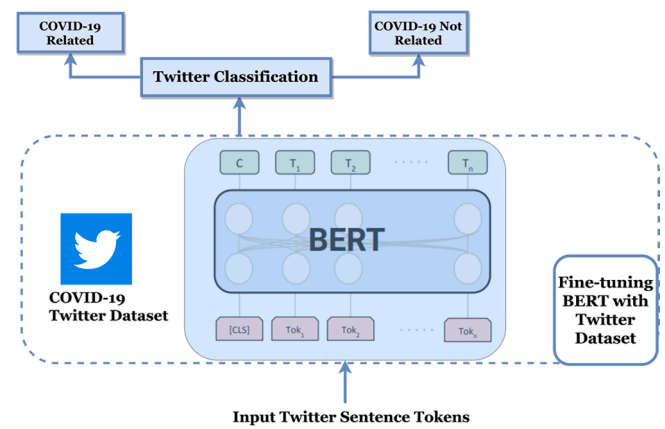 COVID-19
Related
COVID-19 Not
Related
Twitter Classification
C T1 T2 ..... Tn
BERT
COVID-19
Twitter Dataset
Fine-tuning
BERT with
Twitter
Dataset
[CLS] Tok1 Tok2 ..... Tokn
Input Twitter Sentence Tokens